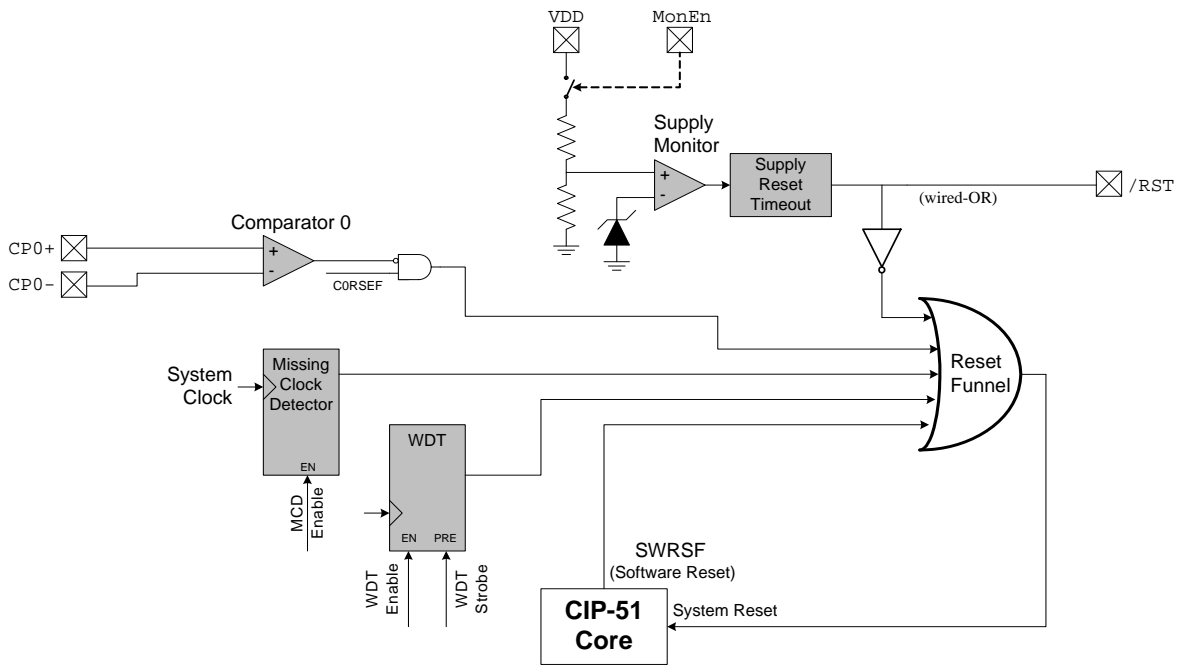 VDD
MonEn
Supply
Monitor
+
-
Supply
Reset
Timeout
(wired-OR)
/RST
Comparator 0
CP0+
CP0-
+
-
C0RSEF
System
Clock
Missing
Clock
Detector
EN
MCD
Enable
WDT
EN
PRE
WDT
Enable
WDT
Strobe
Reset
Funnel
SWRSF
(Software Reset)
CIP-51
Core
System Reset